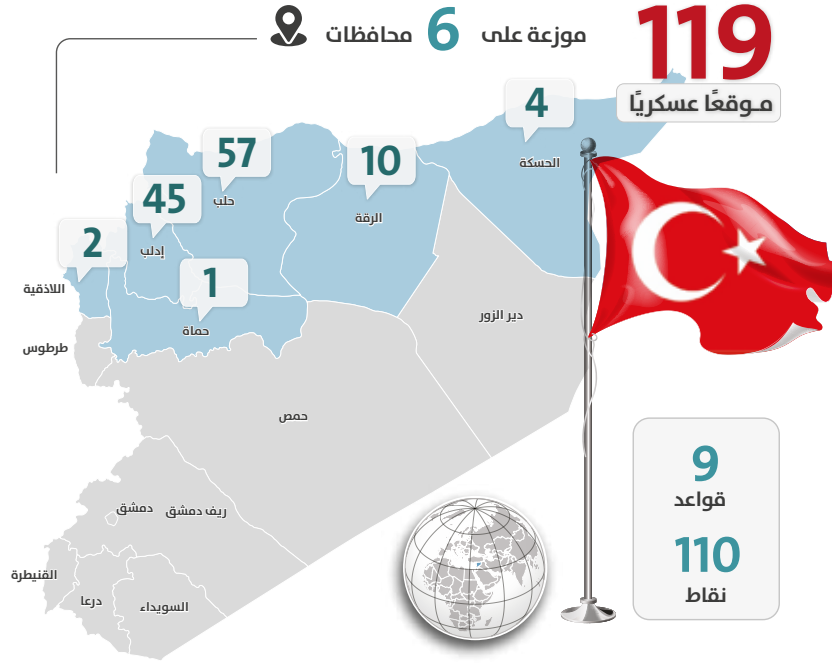 119
موقعًا عسكريًا
موزعة على 6 محافظات
4
الحسكة
10
الرقة
57
حلب
45
إدلب
2
اللاذقية
1
حماة
طرطوس
دير الزور
حمص
دمشق
ريف دمشق
القنيطرة
درعا
السويداء
9
قواعد
110
نقاط